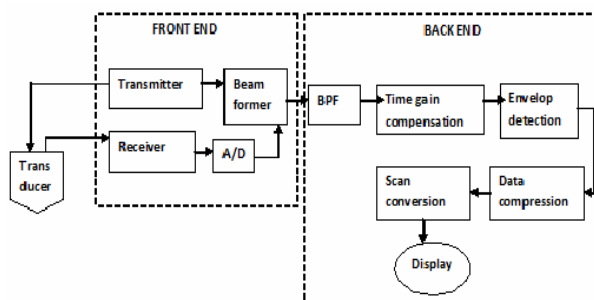 FRONT END
BACK END
Transmitter
Beam
former
BPF
Time gain
compensation
Envelop
detection
Receiver
A/D
Trans
ducer
Scan
conversion
Data
compression
Display